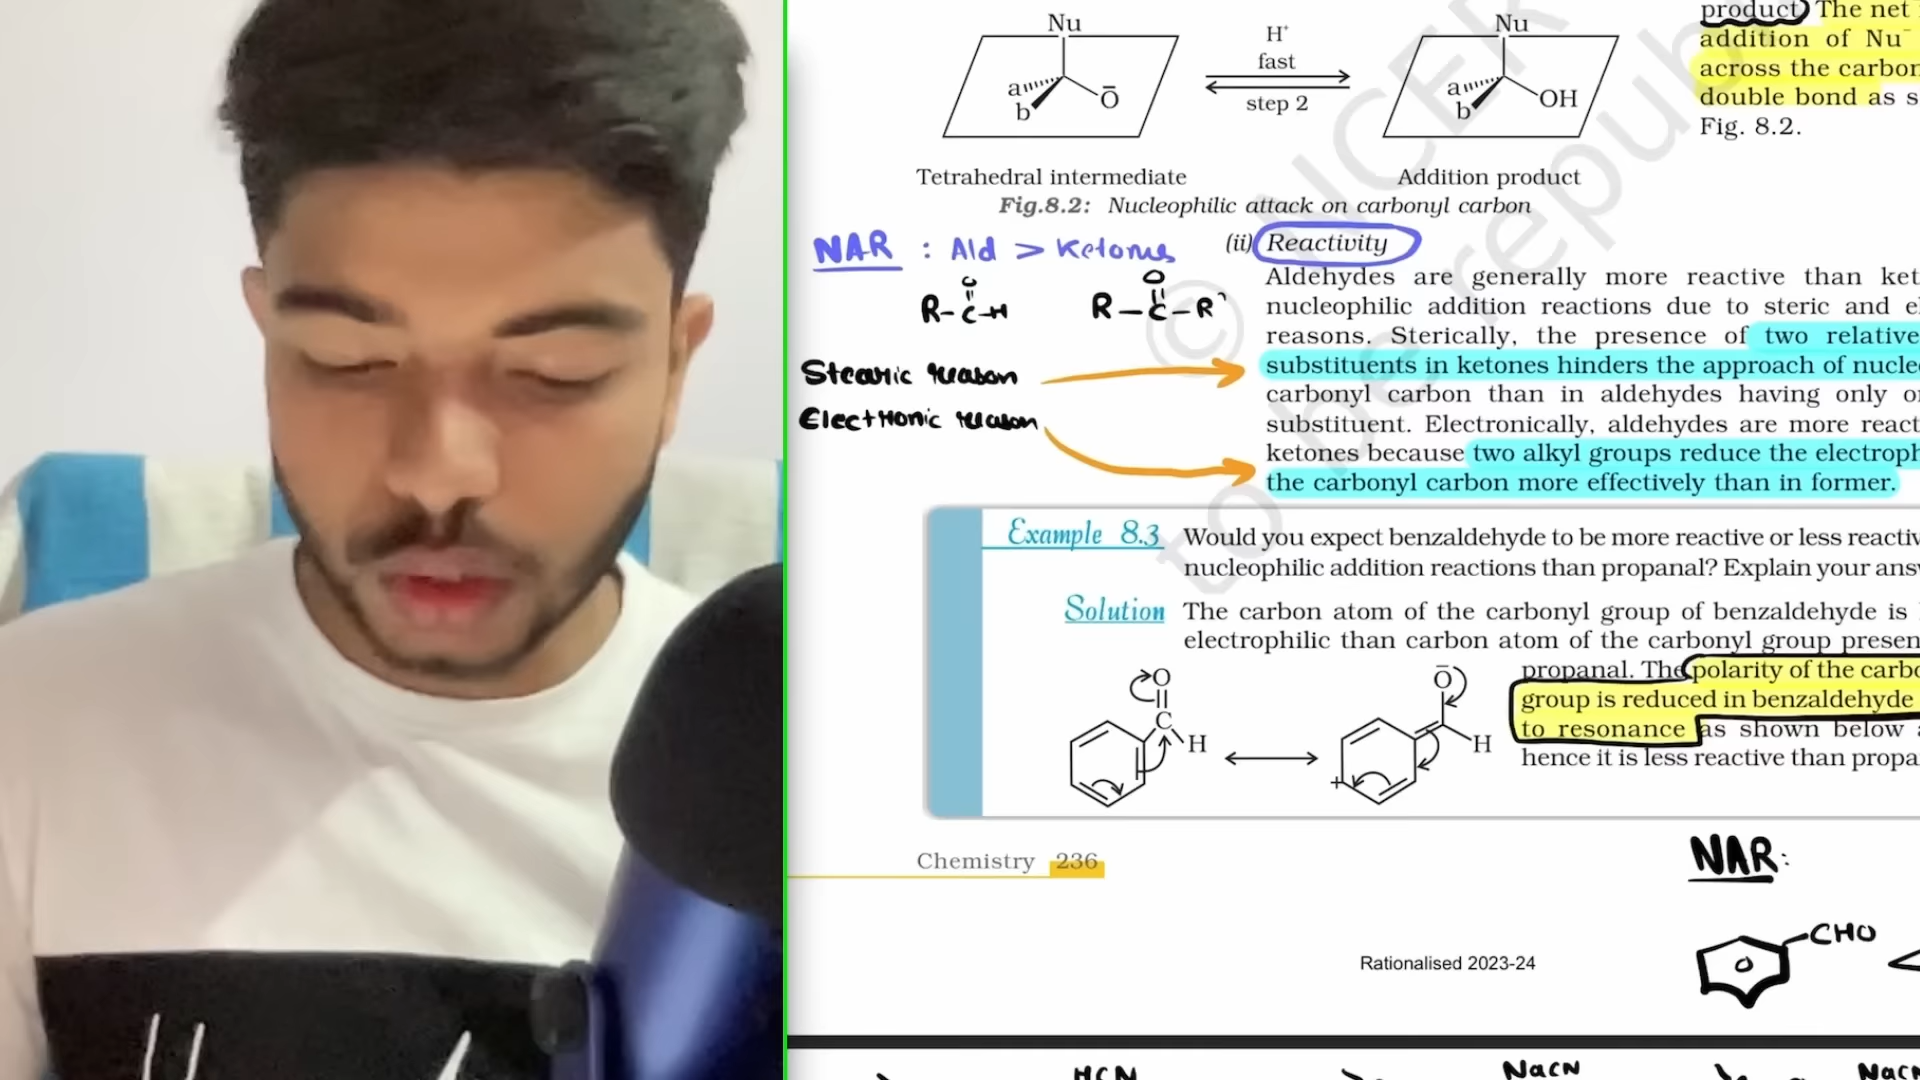 product The net
addition of Nu⁻
across the carbon
double bond as s
Fig. 8.2.
Nu
a
b
Ō
H⁺
fast
step 2
Nu
a
b
OH
Tetrahedral intermediate
Addition product
Fig.8.2: Nucleophilic attack on carbonyl carbon
NAR : Ald > Ketones
(ii) Reactivity
R-C-H
O
R-C-R'
O
Stearic reason
Electronic reason
Aldehydes are generally more reactive than ket
nucleophilic addition reactions due to steric and el
reasons. Sterically, the presence of two relative
substituents in ketones hinders the approach of nucle
carbonyl carbon than in aldehydes having only o
substituent. Electronically, aldehydes are more react
ketones because two alkyl groups reduce the electroph
the carbonyl carbon more effectively than in former.
Example 8.3
Would you expect benzaldehyde to be more reactive or less reactiv
nucleophilic addition reactions than propanal? Explain your answ
Solution
The carbon atom of the carbonyl group of benzaldehyde is
electrophilic than carbon atom of the carbonyl group presen
propanal. The polarity of the carbo
group is reduced in benzaldehyde
to resonance as shown below a
hence it is less reactive than propa
O
C
H
Ō
H
+
Chemistry 236
NAR:
CHO
<
Rationalised 2023-24
HCN
NaCN
NaCN
© NCER
to be repub